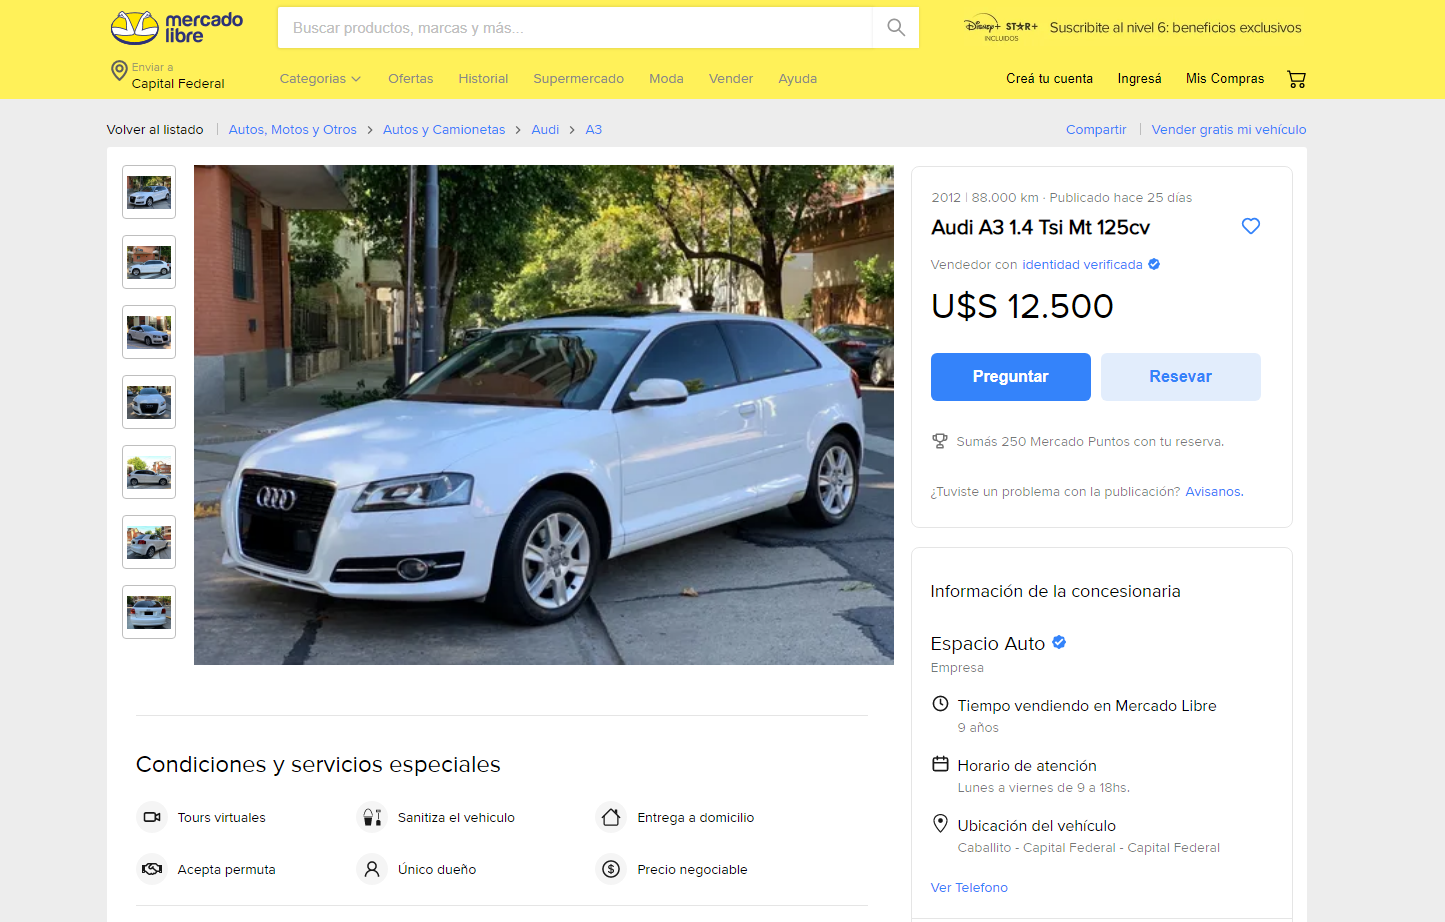 mercado
libre
Buscar productos, marcas y más...
Disney+ STAR+
INCLUIDOS
Suscribite al nivel 6: beneficios exclusivos
Enviar a
Capital Federal
Categorias
Ofertas
Historial
Supermercado
Moda
Vender
Ayuda
Creá tu cuenta
Ingresá
Mis Compras
Volver al listado
Autos, Motos y Otros
Autos y Camionetas
Audi
A3
Compartir
Vender gratis mi vehículo
2012 | 88.000 km · Publicado hace 25 días
Audi A3 1.4 Tsi Mt 125cv
Vendedor con identidad verificada
U$S 12.500
Preguntar
Resevar
Sumás 250 Mercado Puntos con tu reserva.
¿Tuviste un problema con la publicación? Avisanos.
Información de la concesionaria
Espacio Auto
Empresa
Tiempo vendiendo en Mercado Libre
9 años
Horario de atención
Lunes a viernes de 9 a 18hs.
Ubicación del vehículo
Caballito - Capital Federal - Capital Federal
Ver Telefono
Condiciones y servicios especiales
Tours virtuales
Sanitiza el vehiculo
Entrega a domicilio
Acepta permuta
Único dueño
Precio negociable